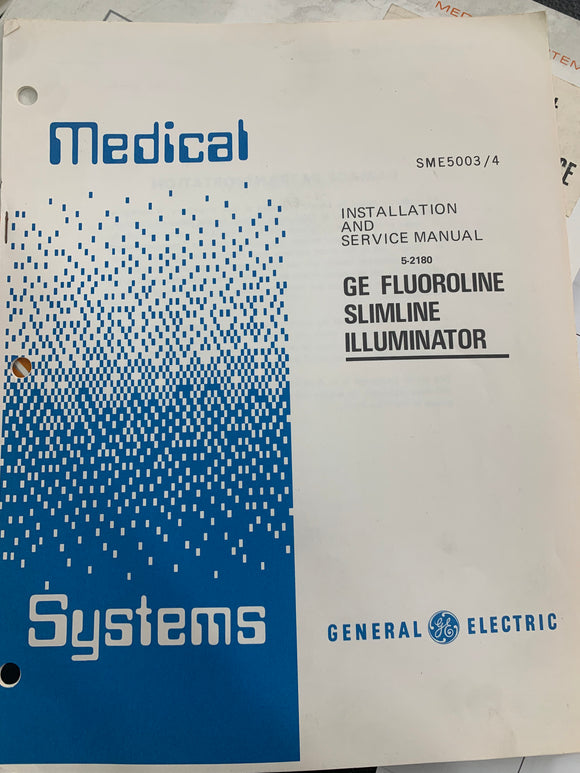 Medical
SME5003/4
INSTALLATION
AND
SERVICE MANUAL
5-2180
GE FLUOROLINE
SLIMLINE
ILLUMINATOR
Systems
GENERAL GE ELECTRIC